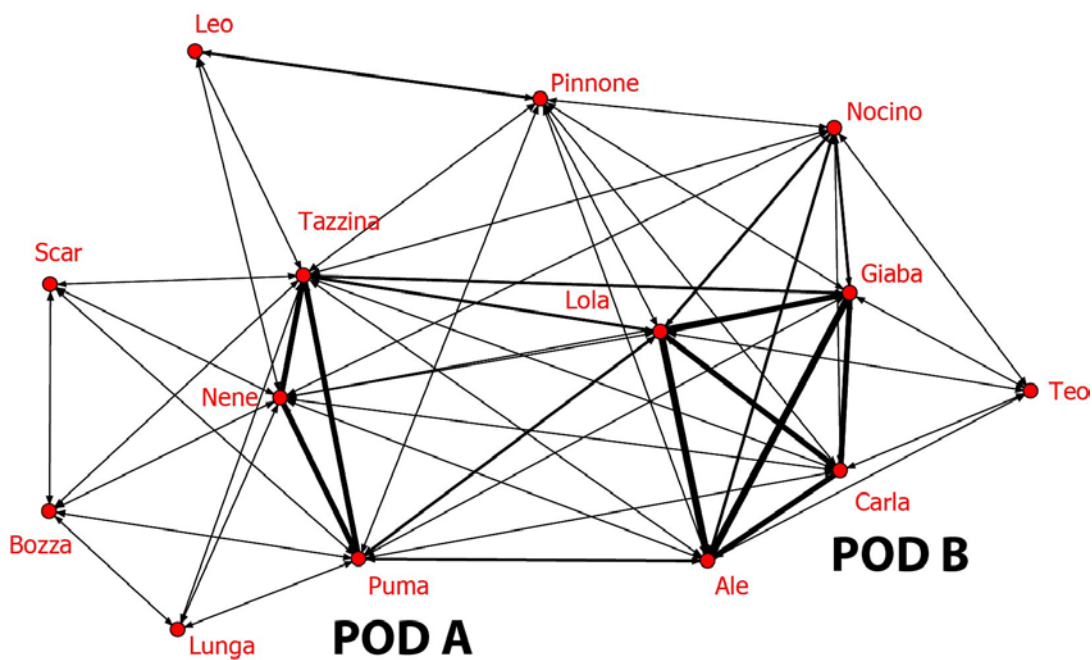 Leo
Pinnone
Nocino
Tazzina
Scar
Giaba
Lola
Nene
Teo
Carla
Bozza
POD B
Puma
Ale
Lunga
POD A